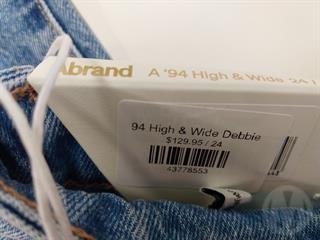 Abrand A '94 High & Wide
94 High & Wide Debbie
$129.95 / 24
43778553